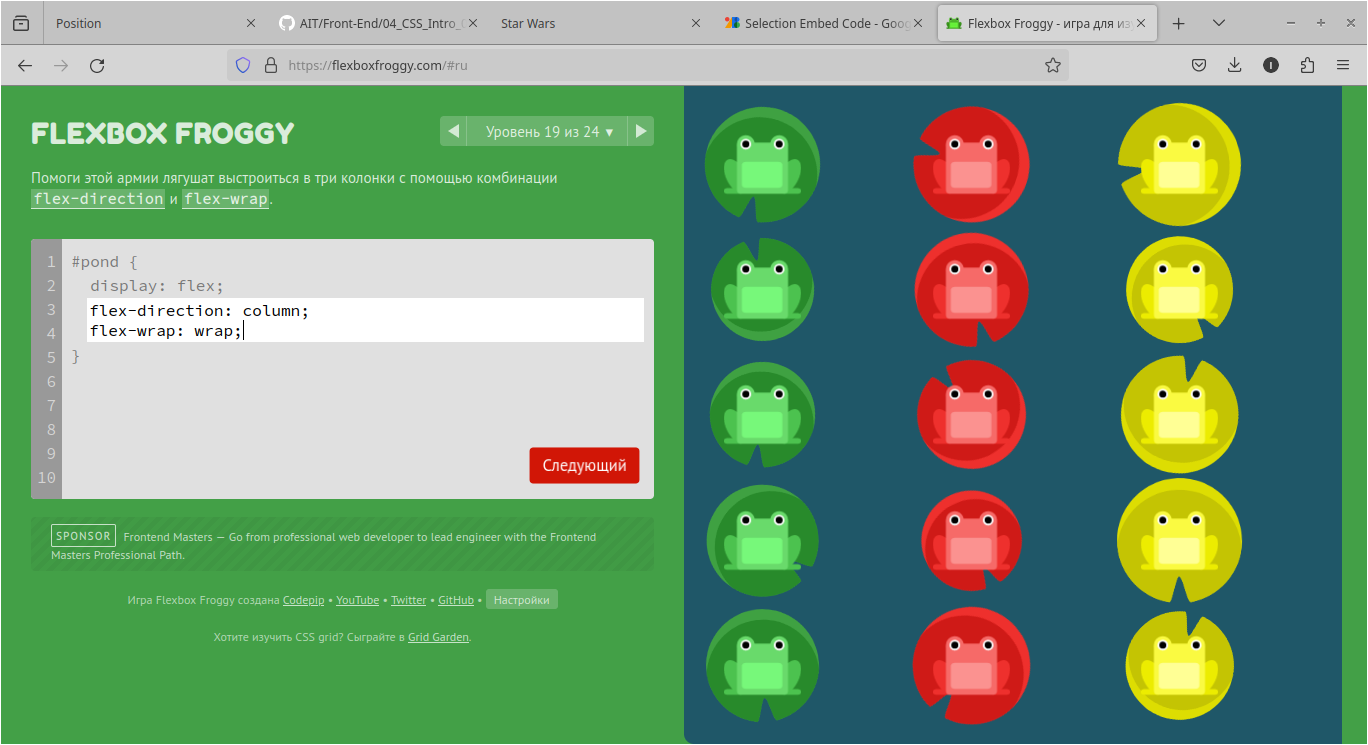 Position
AIT/Front-End/04_CSS_Intro_
Star Wars
Selection Embed Code - Goog
Flexbox Froggy - игра для из
https://flexboxfroggy.com/#ru
FLEXBOX FROGGY
Уровень 19 из 24 ▾
Помоги этой армии лягушат выстроиться в три колонки с помощью комбинации
flex-direction и flex-wrap.
1 #pond {
2 display: flex;
3 flex-direction: column;
4 flex-wrap: wrap;
5 }
6
7
8
9
10
Следующий
SPONSOR Frontend Masters — Go from professional web developer to lead engineer with the Frontend
Masters Professional Path.
Игра Flexbox Froggy создана Codepip • YouTube • Twitter • GitHub • Настройки
Хотите изучить CSS grid? Сыграйте в Grid Garden.